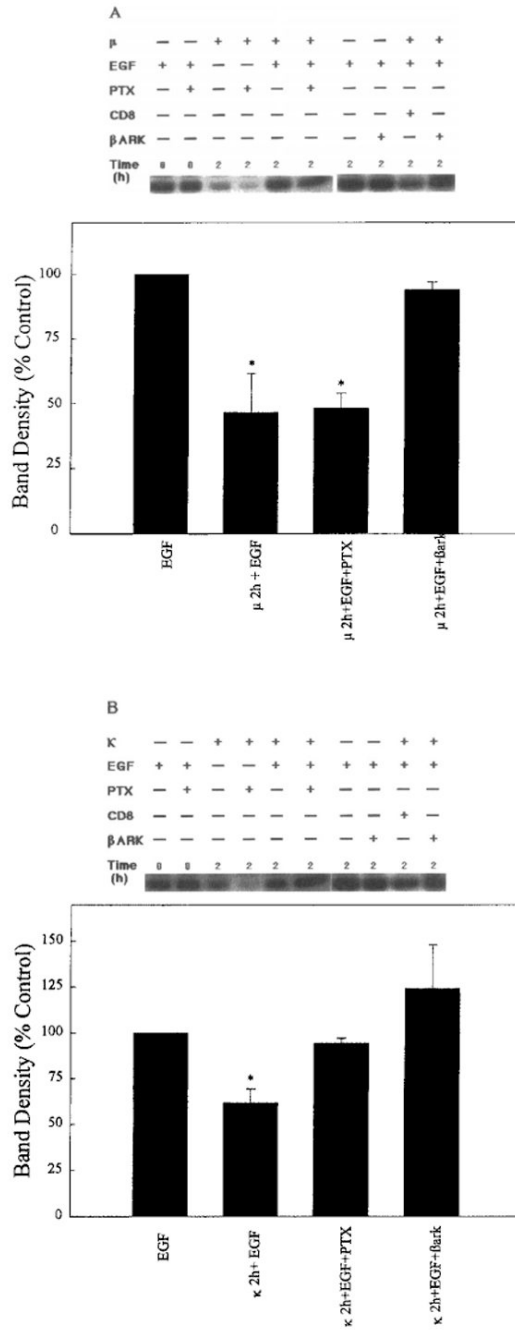 A
μ — — + + + + — — + +
EGF + + — — + + + + + +
PTX — + — + — + — — — —
CD8 — — — — — — — — + —
βARK — — — — — — — + — +
Time (h) 0 0 2 2 2 2 2 2 2 2
Band Density (% Control)
100
75
50
25
0
* *
EGF
μ 2h + EGF
μ 2h+EGF+PTX
μ 2h+EGF+βark
B
κ — — + + + + — — + +
EGF + + — — + + + + + +
PTX — + — + — + — — — —
CD8 — — — — — — — — + —
βARK — — — — — — — + — +
Time (h) 0 0 2 2 2 2 2 2 2 2
Band Density (% Control)
150
125
100
75
50
25
0
*
EGF
κ 2h+ EGF
κ 2h+EGF+PTX
κ 2h+EGF+βark